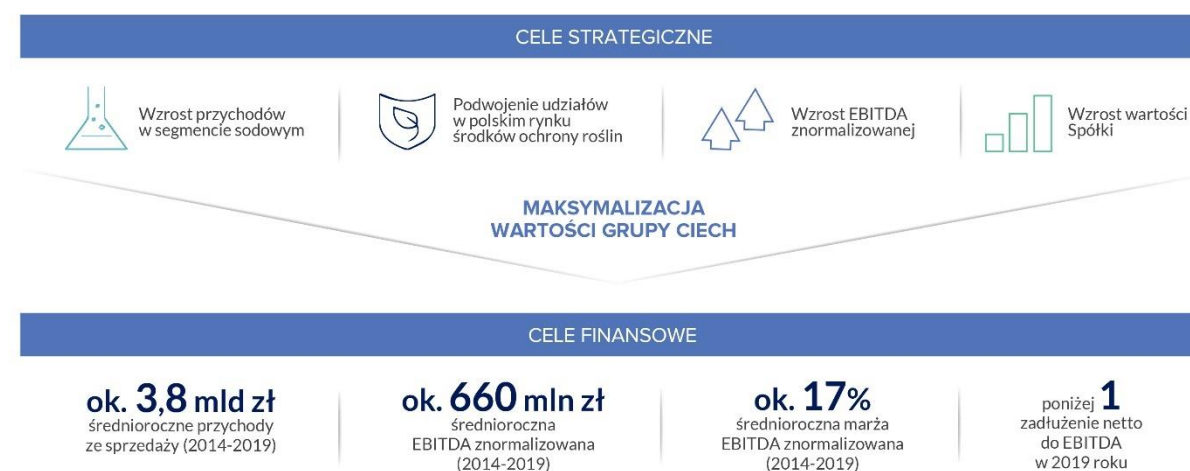 CELE STRATEGICZNE
Wzrost przychodów
w segmencie sodowym
Podwojenie udziałów
w polskim rynku
środków ochrony roślin
Wzrost EBITDA
znormalizowanej
Wzrost wartości
Spółki
MAKSYMALIZACJA
WARTOŚCI GRUPY CIECH
CELE FINANSOWE
ok. 3,8 mld zł
średnioroczne przychody
ze sprzedaży (2014-2019)
ok. 660 mln zł
średnioroczna
EBITDA znormalizowana
(2014-2019)
ok. 17%
średnioroczna marża
EBITDA znormalizowana
(2014-2019)
poniżej 1
zadłużenie netto
do EBITDA
w 2019 roku